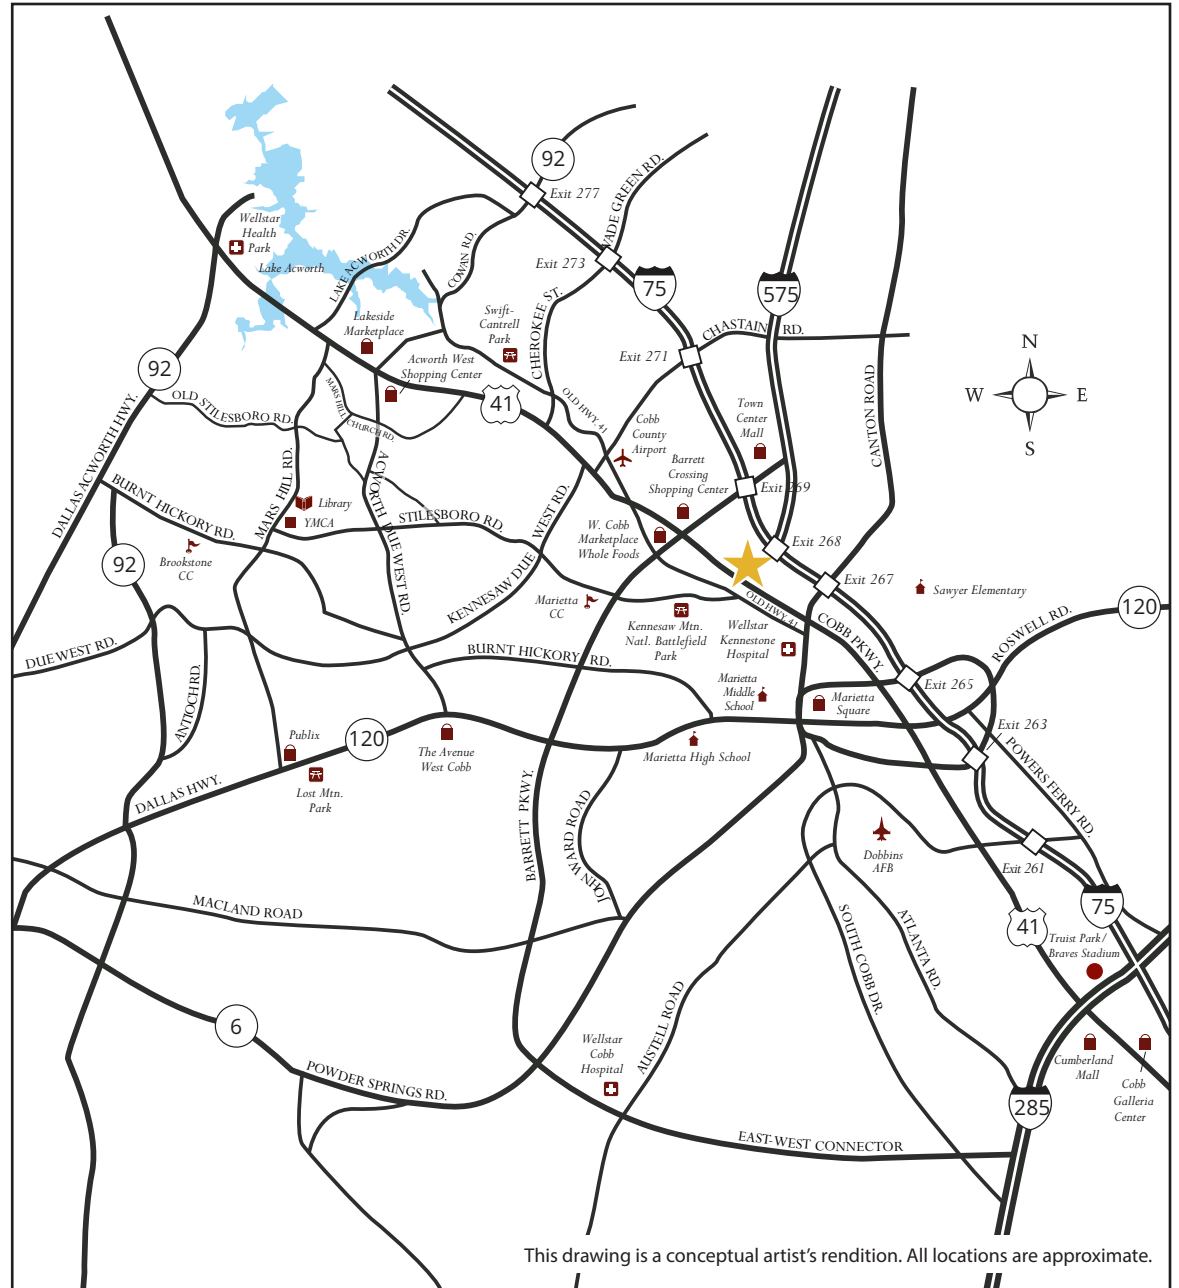 92
Exit 277
WADE GREEN RD.
Wellstar
Health
Park
Lake Acworth
LAKE ACWORTH DR.
COWAN RD.
Exit 273
75
575
Lakeside
Marketplace
Swift-
Cantrell
Park
CHEROKEE ST.
CHASTAIN RD.
Exit 271
N
W
E
S
92
Acworth West
Shopping Center
41
OLD HWY. 41
OLD STILESBORO RD.
MARS HILL CHURCH RD.
DALLAS ACWORTH HWY.
Town
Center
Mall
CANTON ROAD
Cobb
County
Airport
Barrett
Crossing
Shopping Center
Exit 269
BURNT HICKORY RD.
MARS HILL RD.
ACWORTH DUE WEST RD.
Library
YMCA
STILESBORO RD.
KENNESAW DUE WEST RD.
W. Cobb
Marketplace
Whole Foods
Exit 268
92
Brookstone
CC
Exit 267
Sawyer Elementary
Marietta
CC
OLD HWY. 41
120
ROSWELL RD.
Kennesaw Mtn.
Natl. Battlefield
Park
Wellstar
Kennestone
Hospital
COBB PKWY.
DUE WEST RD.
BURNT HICKORY RD.
ANTIOCH RD.
Marietta
Middle
School
Marietta
Square
Exit 265
Exit 263
Publix
120
The Avenue
West Cobb
Marietta High School
POWERS FERRY RD.
Lost Mtn.
Park
DALLAS HWY.
BARRETT PKWY.
JOHN WARD ROAD
Dobbins
AFB
Exit 261
MACLAND ROAD
SOUTH COBB DR.
ATLANTA RD.
75
41
Truist Park/
Braves Stadium
6
AUSTELL ROAD
Wellstar
Cobb
Hospital
Cumberland
Mall
Cobb
Galleria
Center
POWDER SPRINGS RD.
285
EAST-WEST CONNECTOR
This drawing is a conceptual artist’s rendition. All locations are approximate.